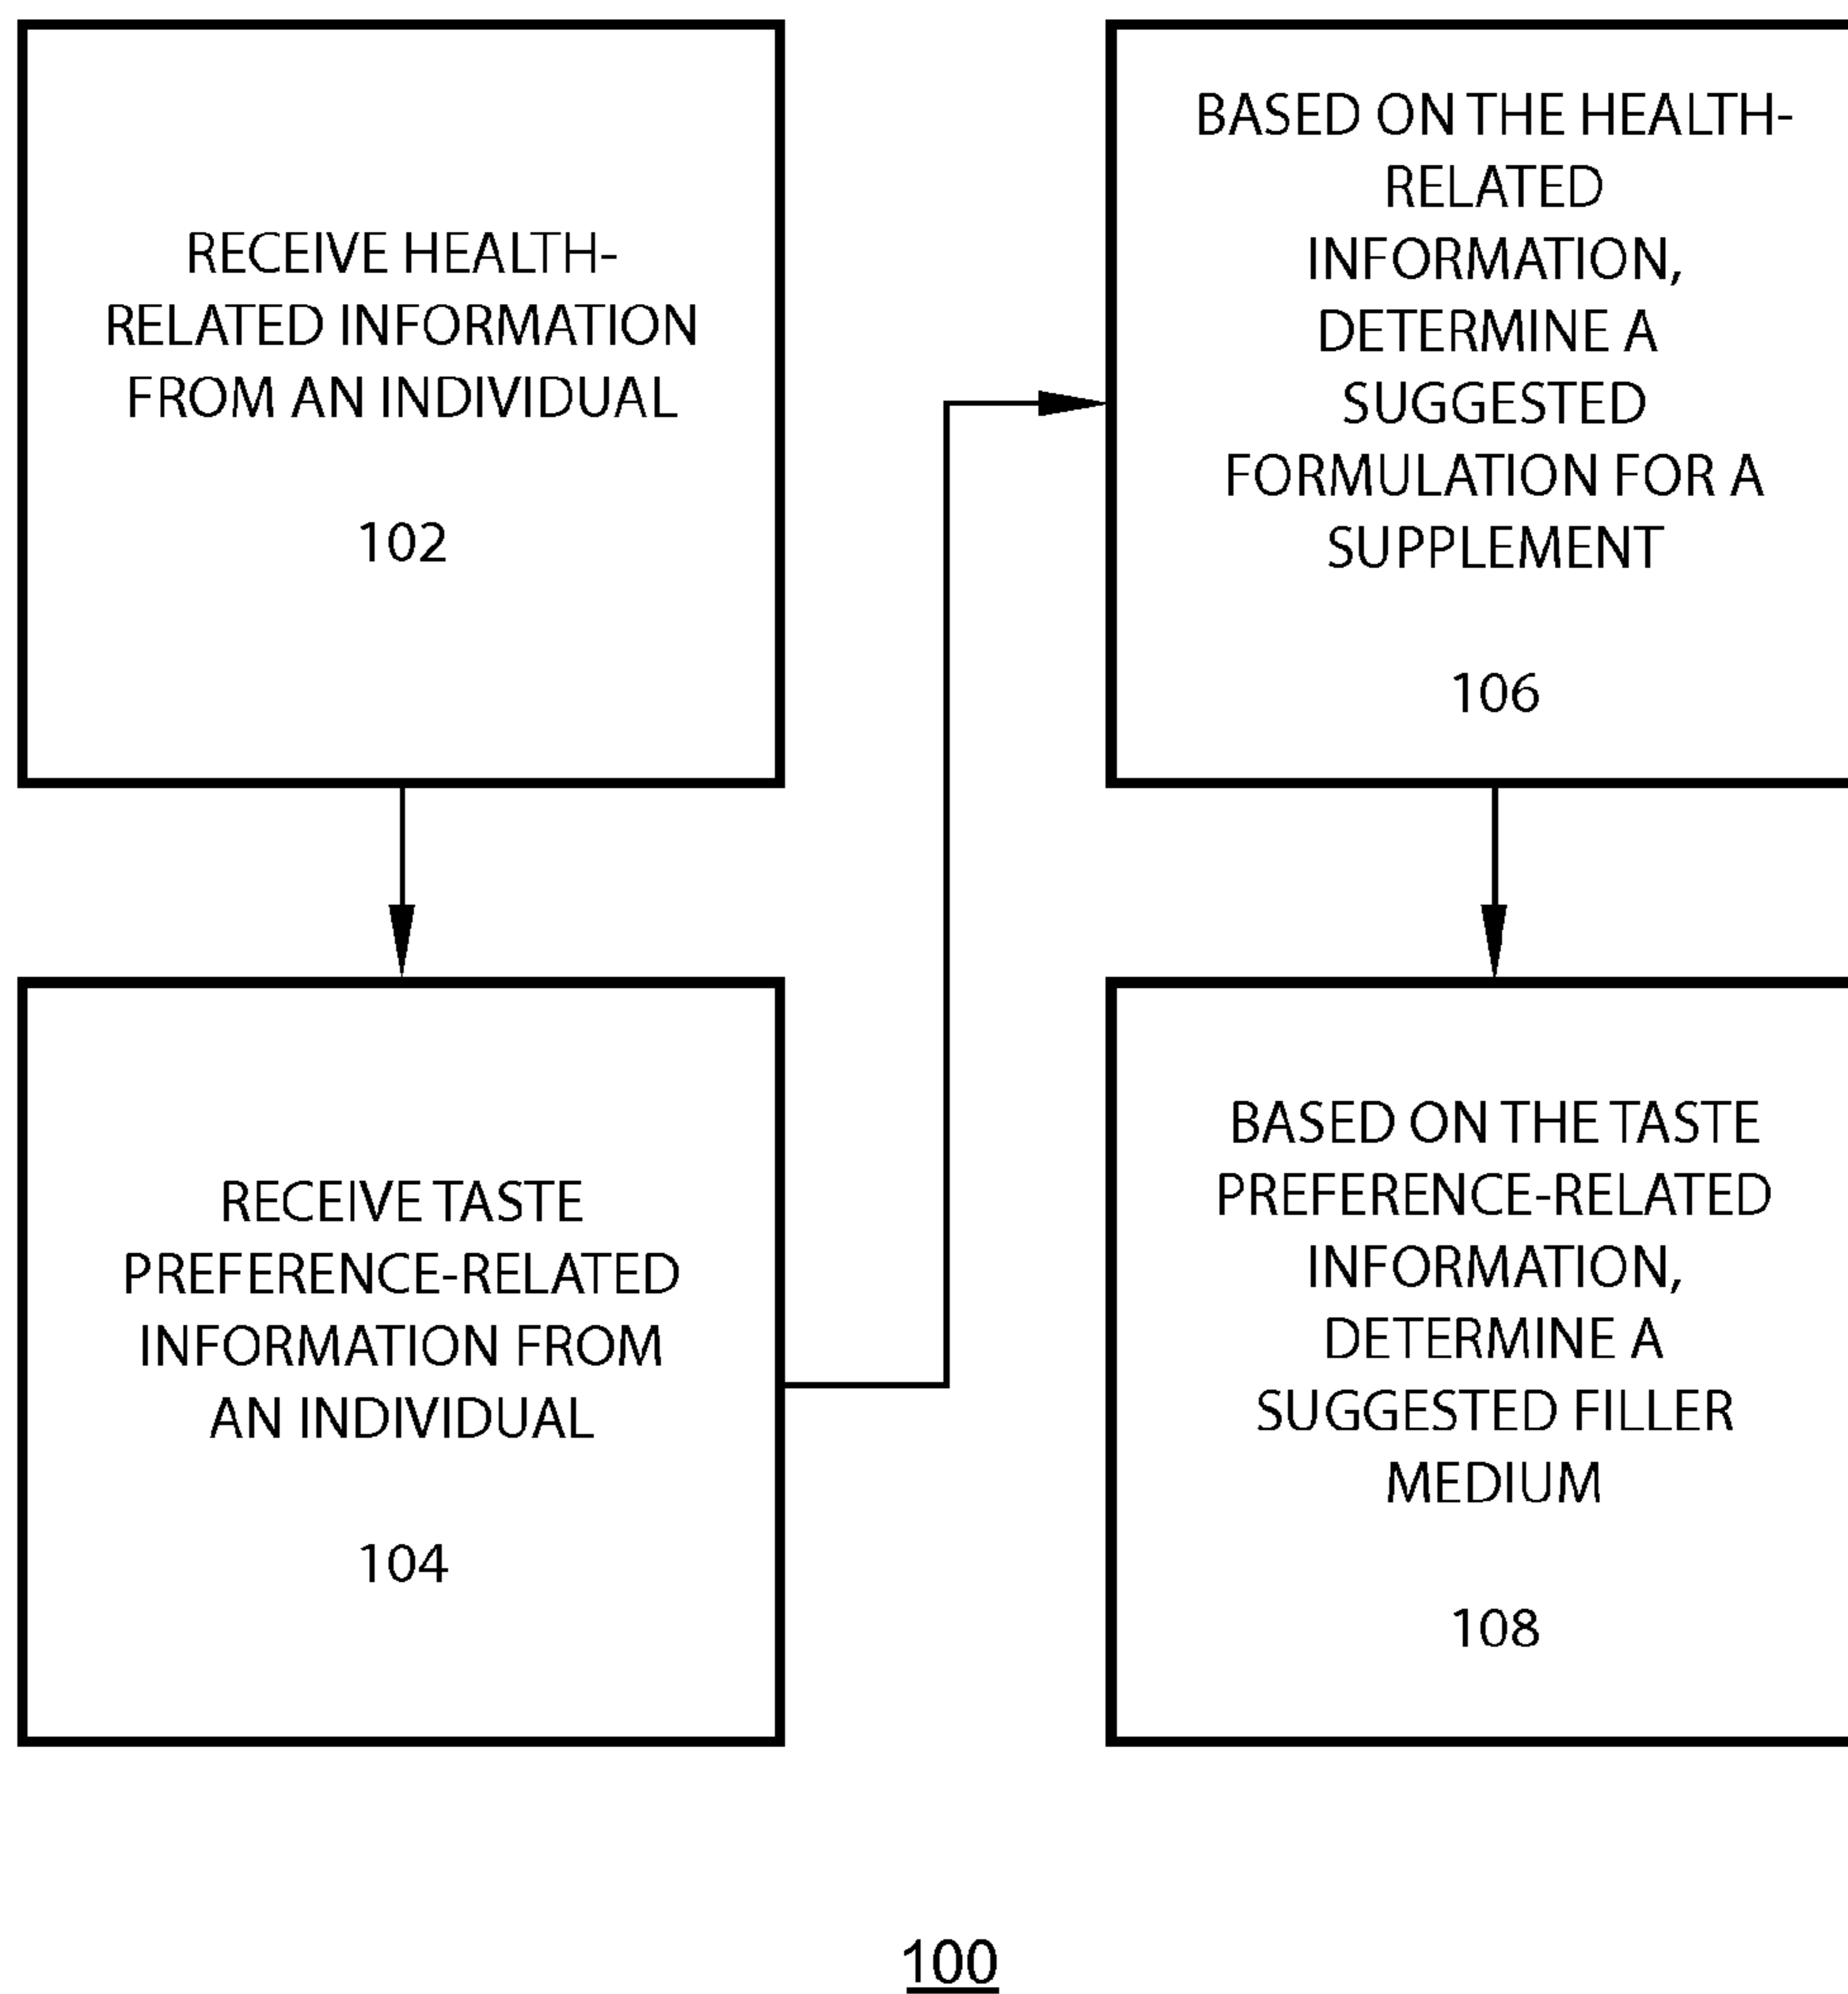 RECEIVE HEALTH-
RELATED INFORMATION
FROM AN INDIVIDUAL
102
RECEIVE TASTE
PREFERENCE-RELATED
INFORMATION FROM
AN INDIVIDUAL
104
BASED ON THE HEALTH-
RELATED
INFORMATION,
DETERMINE A
SUGGESTED
FORMULATION FOR A
SUPPLEMENT
106
BASED ON THE TASTE
PREFERENCE-RELATED
INFORMATION,
DETERMINE A
SUGGESTED FILLER
MEDIUM
108
100